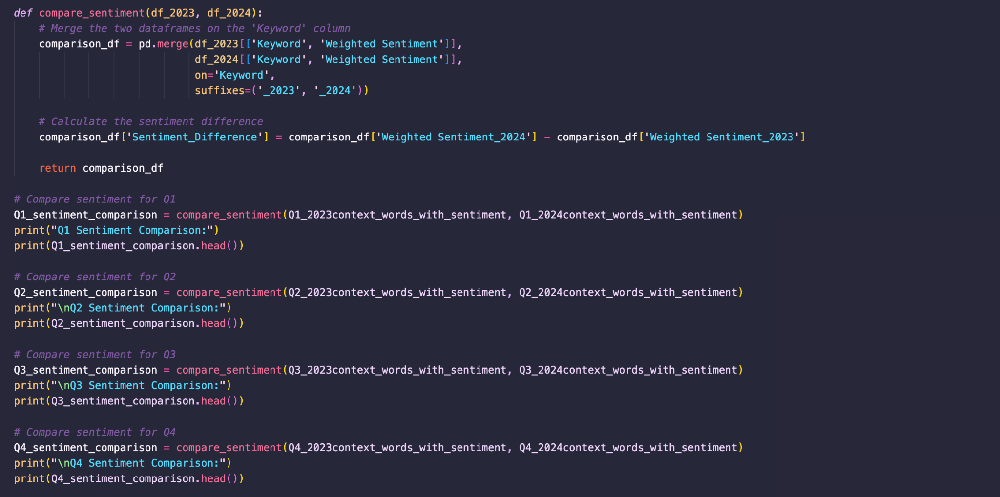 def compare_sentiment(df_2023, df_2024):
    # Merge the two dataframes on the 'Keyword' column
    comparison_df = pd.merge(df_2023[['Keyword', 'Weighted Sentiment']],
                             df_2024[['Keyword', 'Weighted Sentiment']],
                             on='Keyword',
                             suffixes=('_2023', '_2024'))

    # Calculate the sentiment difference
    comparison_df['Sentiment_Difference'] = comparison_df['Weighted Sentiment_2024'] - comparison_df['Weighted Sentiment_2023']

    return comparison_df

# Compare sentiment for Q1
Q1_sentiment_comparison = compare_sentiment(Q1_2023context_words_with_sentiment, Q1_2024context_words_with_sentiment)
print("Q1 Sentiment Comparison:")
print(Q1_sentiment_comparison.head())

# Compare sentiment for Q2
Q2_sentiment_comparison = compare_sentiment(Q2_2023context_words_with_sentiment, Q2_2024context_words_with_sentiment)
print("\nQ2 Sentiment Comparison:")
print(Q2_sentiment_comparison.head())

# Compare sentiment for Q3
Q3_sentiment_comparison = compare_sentiment(Q3_2023context_words_with_sentiment, Q3_2024context_words_with_sentiment)
print("\nQ3 Sentiment Comparison:")
print(Q3_sentiment_comparison.head())

# Compare sentiment for Q4
Q4_sentiment_comparison = compare_sentiment(Q4_2023context_words_with_sentiment, Q4_2024context_words_with_sentiment)
print("\nQ4 Sentiment Comparison:")
print(Q4_sentiment_comparison.head())